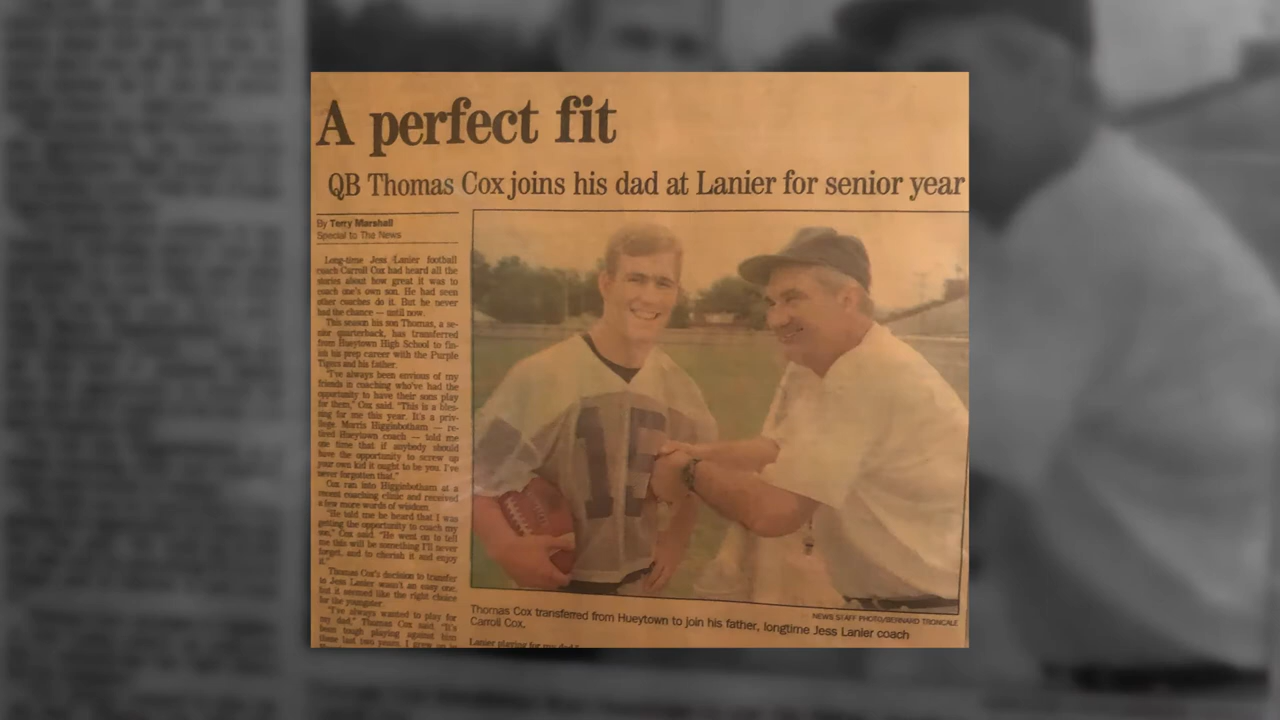 A perfect fit
QB Thomas Cox joins his dad at Lanier for senior year
By Terry Marshall
Special to The News
Long-time Jess Lanier football
coach Carroll Cox had heard all the
stories about how great it was to
coach one's own son. He had seen
other coaches do it. But he never
had the chance — until now.
This season his son Thomas, a se-
nior quarterback, has transferred
from Hueytown High School to fin-
ish his prep career with the Purple
Tigers and his father.
"I've always been envious of my
friends in coaching who've had the
opportunity to have their sons play
for them," Cox said. "This is a bles-
sing for me this year. It's a priv-
ilege. Morris Higginbotham — re-
tired Hueytown coach — told me
one time that if anybody should
have the opportunity to screw up
your own kid it ought to be you. I've
never forgotten that."
Cox ran into Higginbotham at a
recent coaching clinic and received
a few more words of wisdom.
"He told me he heard that I was
getting the opportunity to coach my
son," Cox said. "He went on to tell
me this will be something I'll never
forget, and to cherish it and enjoy
it."
Thomas Cox's decision to transfer
to Jess Lanier wasn't an easy one,
but it seemed like the right choice
for the youngster.
"I've always wanted to play for
my dad," Thomas Cox said. "It's
been tough playing against him
these last two years. I grew up in
15
NEWS STAFF PHOTO/BERNARD TRONCALE
Thomas Cox transferred from Hueytown to join his father, longtime Jess Lanier coach
Carroll Cox.
Lanier playing for my dad."